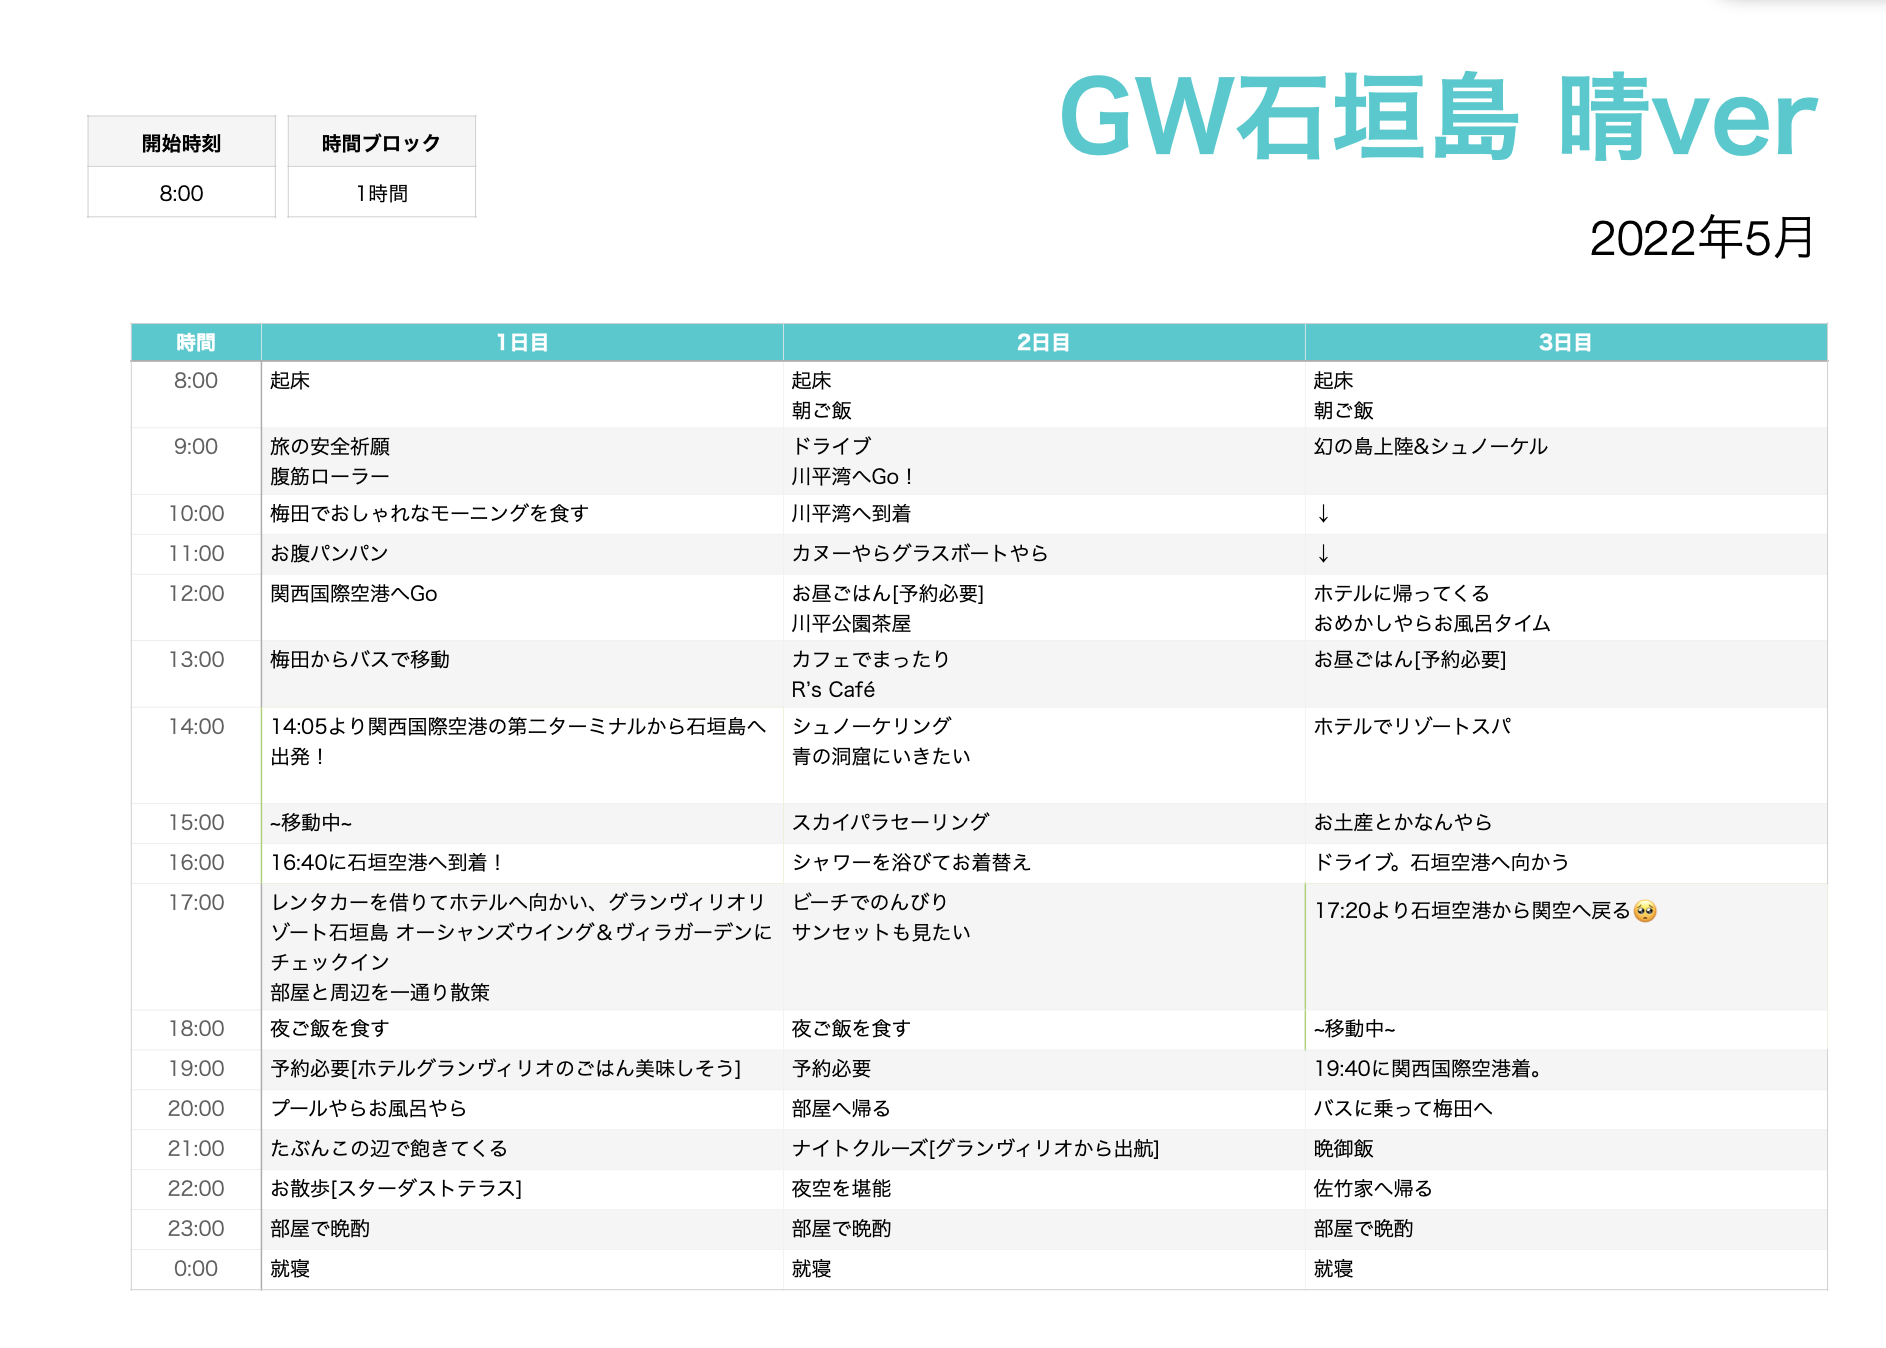 GW石垣島 晴ver
開始時刻 時間ブロック
8:00 1時間
2022年5月
時間 1日目 2日目 3日目
8:00 起床 起床 起床
朝ご飯 朝ご飯
9:00 旅の安全祈願 ドライブ 幻の島上陸&シュノーケル
腹筋ローラー 川平湾へGo！
10:00 梅田でおしゃれなモーニングを食す 川平湾へ到着 ↓
11:00 お腹パンパン カヌーやらグラスボートやら ↓
12:00 関西国際空港へGo お昼ごはん[予約必要] ホテルに帰ってくる
川平公園茶屋 おめかしやらお風呂タイム
13:00 梅田からバスで移動 カフェでまったり お昼ごはん[予約必要]
R's Café
14:00 14:05より関西国際空港の第二ターミナルから石垣島へ シュノーケリング ホテルでリゾートスパ
出発！ 青の洞窟にいきたい
15:00 ~移動中~ スカイパラセーリング お土産とかなんやら
16:00 16:40に石垣空港へ到着！ シャワーを浴びてお着替え ドライブ。石垣空港へ向かう
17:00 レンタカーを借りてホテルへ向かい、グランヴィリオリ ビーチでのんびり 17:20より石垣空港から関空へ戻る🥺
ゾート石垣島 オーシャンズウイング＆ヴィラガーデンに サンセットも見たい
チェックイン
部屋と周辺を一通り散策
18:00 夜ご飯を食す 夜ご飯を食す ~移動中~
19:00 予約必要[ホテルグランヴィリオのごはん美味しそう] 予約必要 19:40に関西国際空港着。
20:00 プールやらお風呂やら 部屋へ帰る バスに乗って梅田へ
21:00 たぶんこの辺で飽きてくる ナイトクルーズ[グランヴィリオから出航] 晩御飯
22:00 お散歩[スターダストテラス] 夜空を堪能 佐竹家へ帰る
23:00 部屋で晩酌 部屋で晩酌 部屋で晩酌
0:00 就寝 就寝 就寝